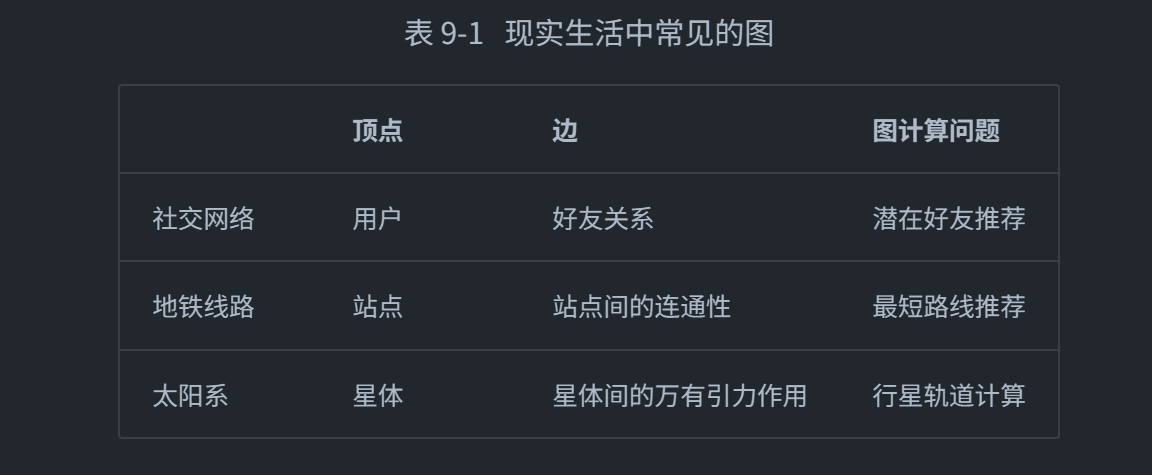 表 9-1 现实生活中常见的图
顶点 边 图计算问题
社交网络 用户 好友关系 潜在好友推荐
地铁线路 站点 站点间的连通性 最短路线推荐
太阳系 星体 星体间的万有引力作用 行星轨道计算